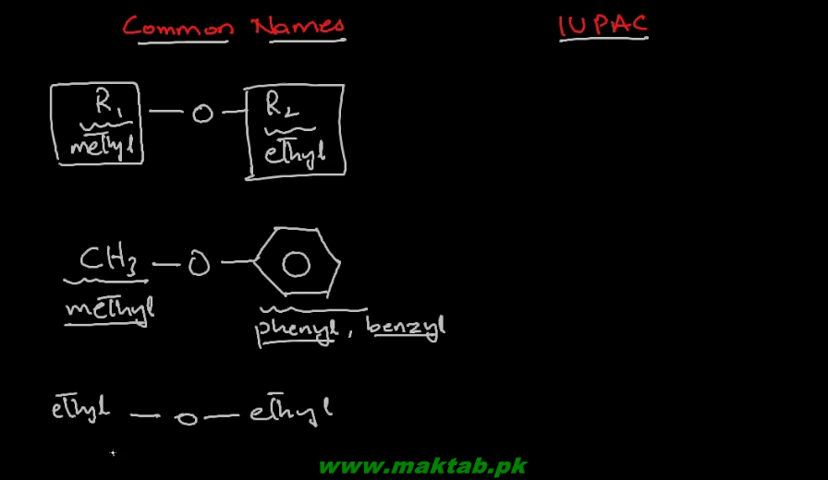 Common Names IUPAC
R₁ — O — R₂
methyl ethyl
CH₃ — O —
methyl
phenyl, benzyl
ethyl — O — ethyl
www.maktab.pk